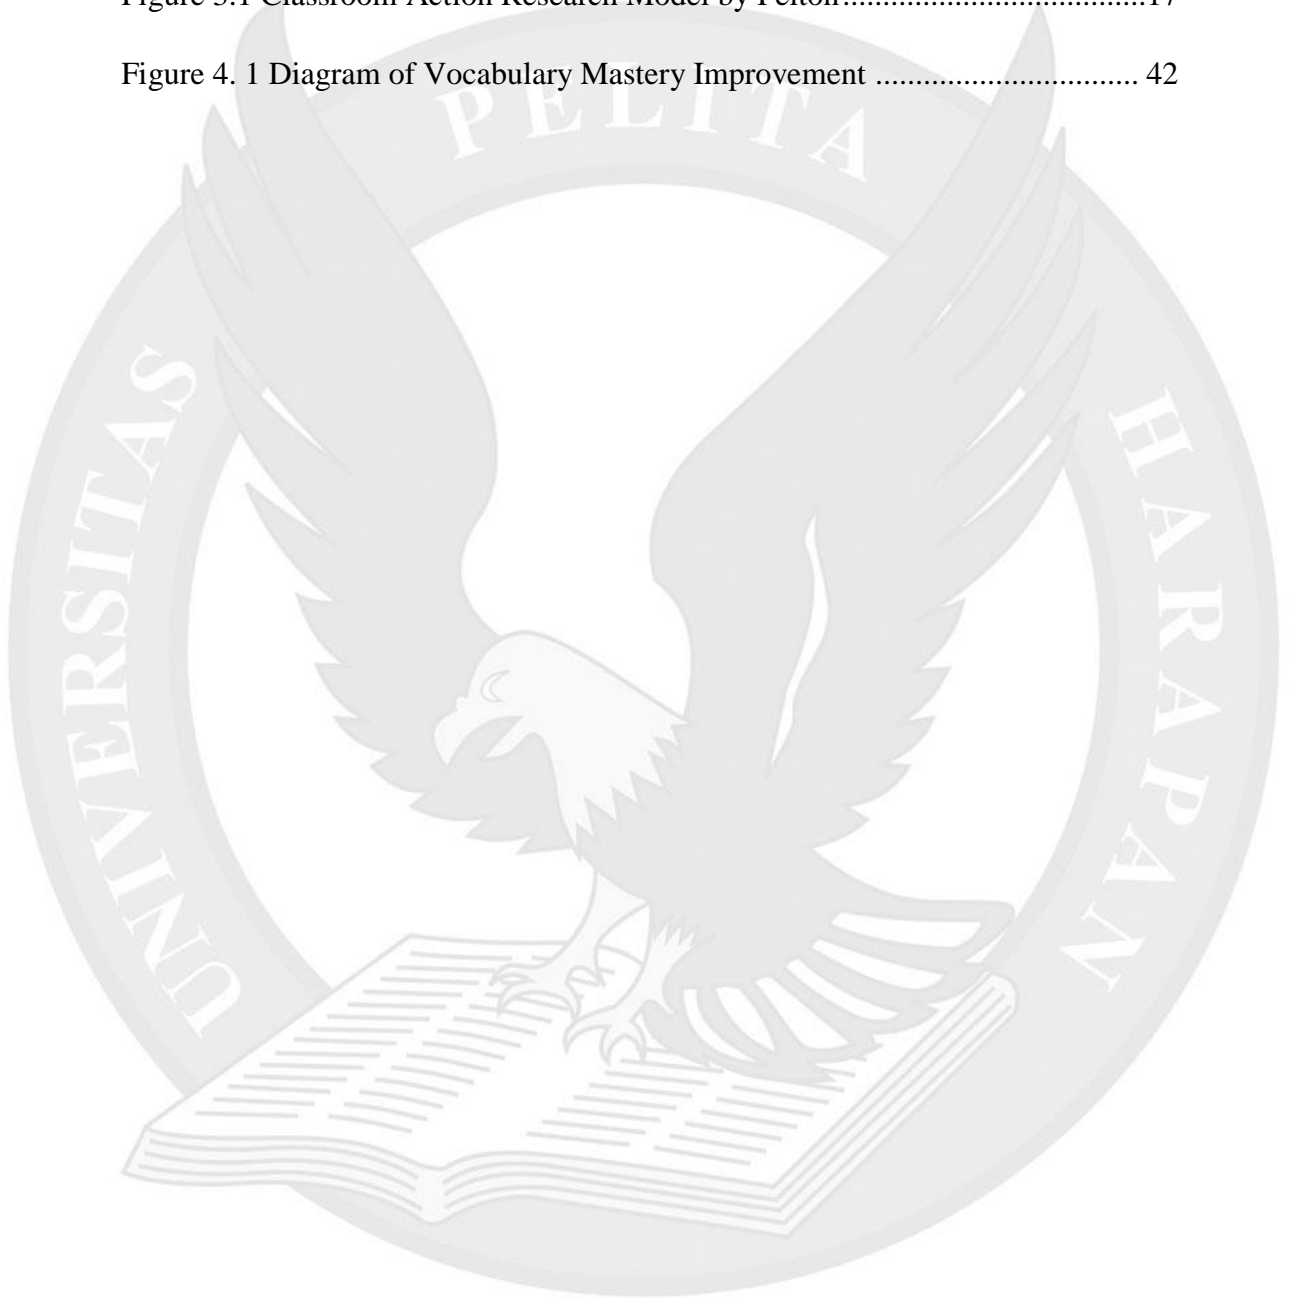 Figure 3.1 Classroom Action Research Model by Pelton......................................17
Figure 4. 1 Diagram of Vocabulary Mastery Improvement ................................. 42
UNIVERSITAS PELITA HARAPAN